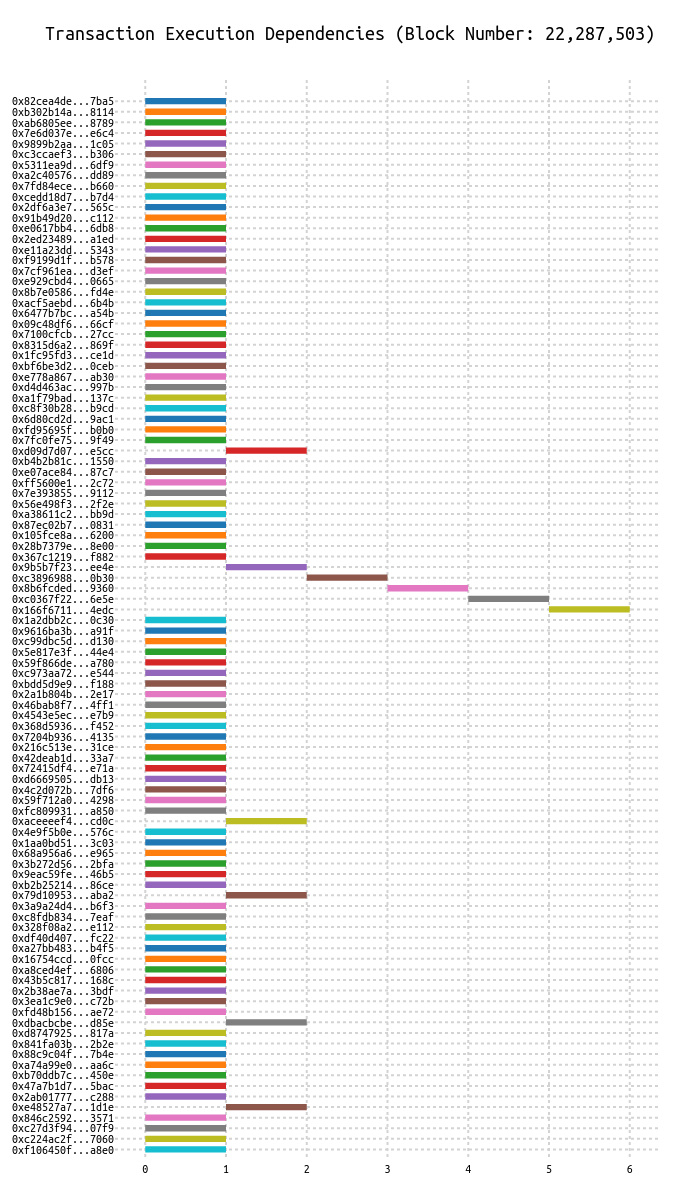 Transaction Execution Dependencies (Block Number: 22,287,503)
0x82cea4de...7ba5
0xb302b14a...8114
0xab6805ee...8789
0x7e6d037e...e6c4
0x9899b2aa...1c05
0xc3ccaef3...b306
0x5311ea9d...6df9
0xa2c40576...dd89
0x7fd84ece...b660
0xcedd18d7...b7d4
0x2df6a3e7...565c
0x91b49d20...c112
0xe0617bb4...6db8
0x2ed23489...a1ed
0xe11a23dd...5343
0xf9199d1f...b578
0x7cf961ea...d3ef
0xe929cbd4...0665
0x8b7e0586...fd4e
0xacf5aebd...6b4b
0x6477b7bc...a54b
0x09c48df6...66cf
0x7100cfcb...27cc
0x8315d6a2...869f
0x1fc95fd3...ce1d
0xbf6be3d2...0ceb
0xe778a867...ab30
0xd4d463ac...997b
0xa1f79bad...137c
0xc8f30b28...b9cd
0x6d80cd2d...9ac1
0xfd95695f...b0b0
0x7fc0fe75...9f49
0xd09d7d07...e5cc
0xb4b2b81c...1550
0xe07ace84...87c7
0xff5600e1...2c72
0x7e393855...9112
0x56e498f3...2f2e
0xa38611c2...bb9d
0x87ec02b7...0831
0x105fce8a...6200
0x28b7379e...8e00
0x367c1219...f882
0x9b5b7f23...ee4e
0xc3896988...0b30
0x8b6fcded...9360
0xc0367f22...6e5e
0x166f6711...4edc
0x1a2dbb2c...0c30
0x9616ba3b...a91f
0xc99dbc5d...d130
0x5e817e3f...44e4
0x59f866de...a780
0xc973aa72...e544
0xbdd5d9e9...f188
0x2a1b804b...2e17
0x46bab8f7...4ff1
0x4543e5ec...e7b9
0x368d5936...f452
0x7204b936...4135
0x216c513e...31ce
0x42deab1d...33a7
0x72415df4...e71a
0xd6669505...db13
0x4c2d072b...7df6
0x59f712a0...4298
0xfc809931...a850
0xaceeeef4...cd0c
0x4e9f5b0e...576c
0x1aa0bd51...3c03
0x68a956a6...e965
0x3b272d56...2bfa
0x9eac59fe...46b5
0xb2b25214...86ce
0x79d10953...aba2
0x3a9a24d4...b6f3
0xc8fdb834...7eaf
0x328f08a2...e112
0xdf40d407...fc22
0xa27bb483...b4f5
0x16754ccd...0fcc
0xa8ced4ef...6806
0x43b5c817...168c
0x2b38ae7a...3bdf
0x3ea1c9e0...c72b
0xfd48b156...ae72
0xdbacbcbe...d85e
0xd8747925...817a
0x841fa03b...2b2e
0x88c9c04f...7b4e
0xa74a99e0...aa6c
0xb70ddb7c...450e
0x47a7b1d7...5bac
0x2ab01777...c288
0xe48527a7...1d1e
0x846c2592...3571
0xc27d3f94...07f9
0xc224ac2f...7060
0xf106450f...a8e0
0 1 2 3 4 5 6